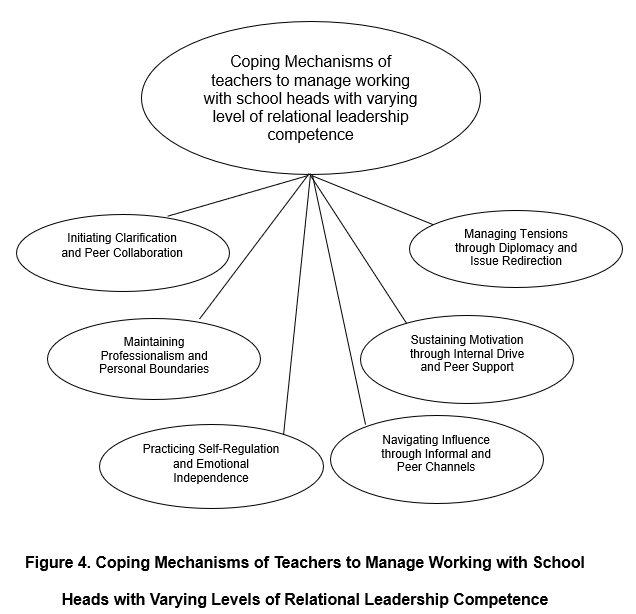 Coping Mechanisms of
teachers to manage working
with school heads with varying
level of relational leadership
competence
Initiating Clarification
and Peer Collaboration
Managing Tensions
through Diplomacy and
Issue Redirection
Maintaining
Professionalism and
Personal Boundaries
Sustaining Motivation
through Internal Drive
and Peer Support
Practicing Self-Regulation
and Emotional
Independence
Navigating Influence
through Informal and
Peer Channels
Figure 4. Coping Mechanisms of Teachers to Manage Working with School
Heads with Varying Levels of Relational Leadership Competence